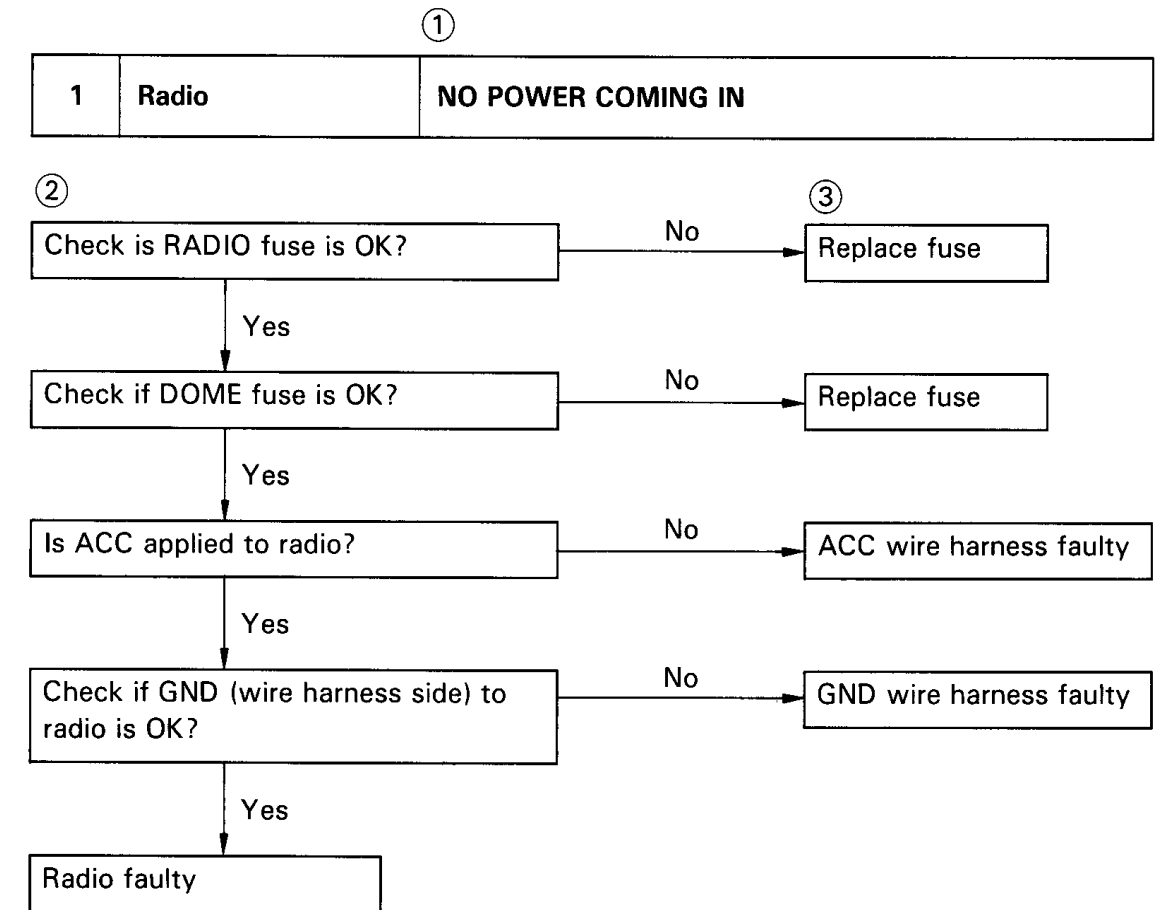 ①
1 Radio NO POWER COMING IN
②
③
Check is RADIO fuse is OK?
No
Replace fuse
Yes
Check if DOME fuse is OK?
No
Replace fuse
Yes
Is ACC applied to radio?
No
ACC wire harness faulty
Yes
Check if GND (wire harness side) to
radio is OK?
No
GND wire harness faulty
Yes
Radio faulty